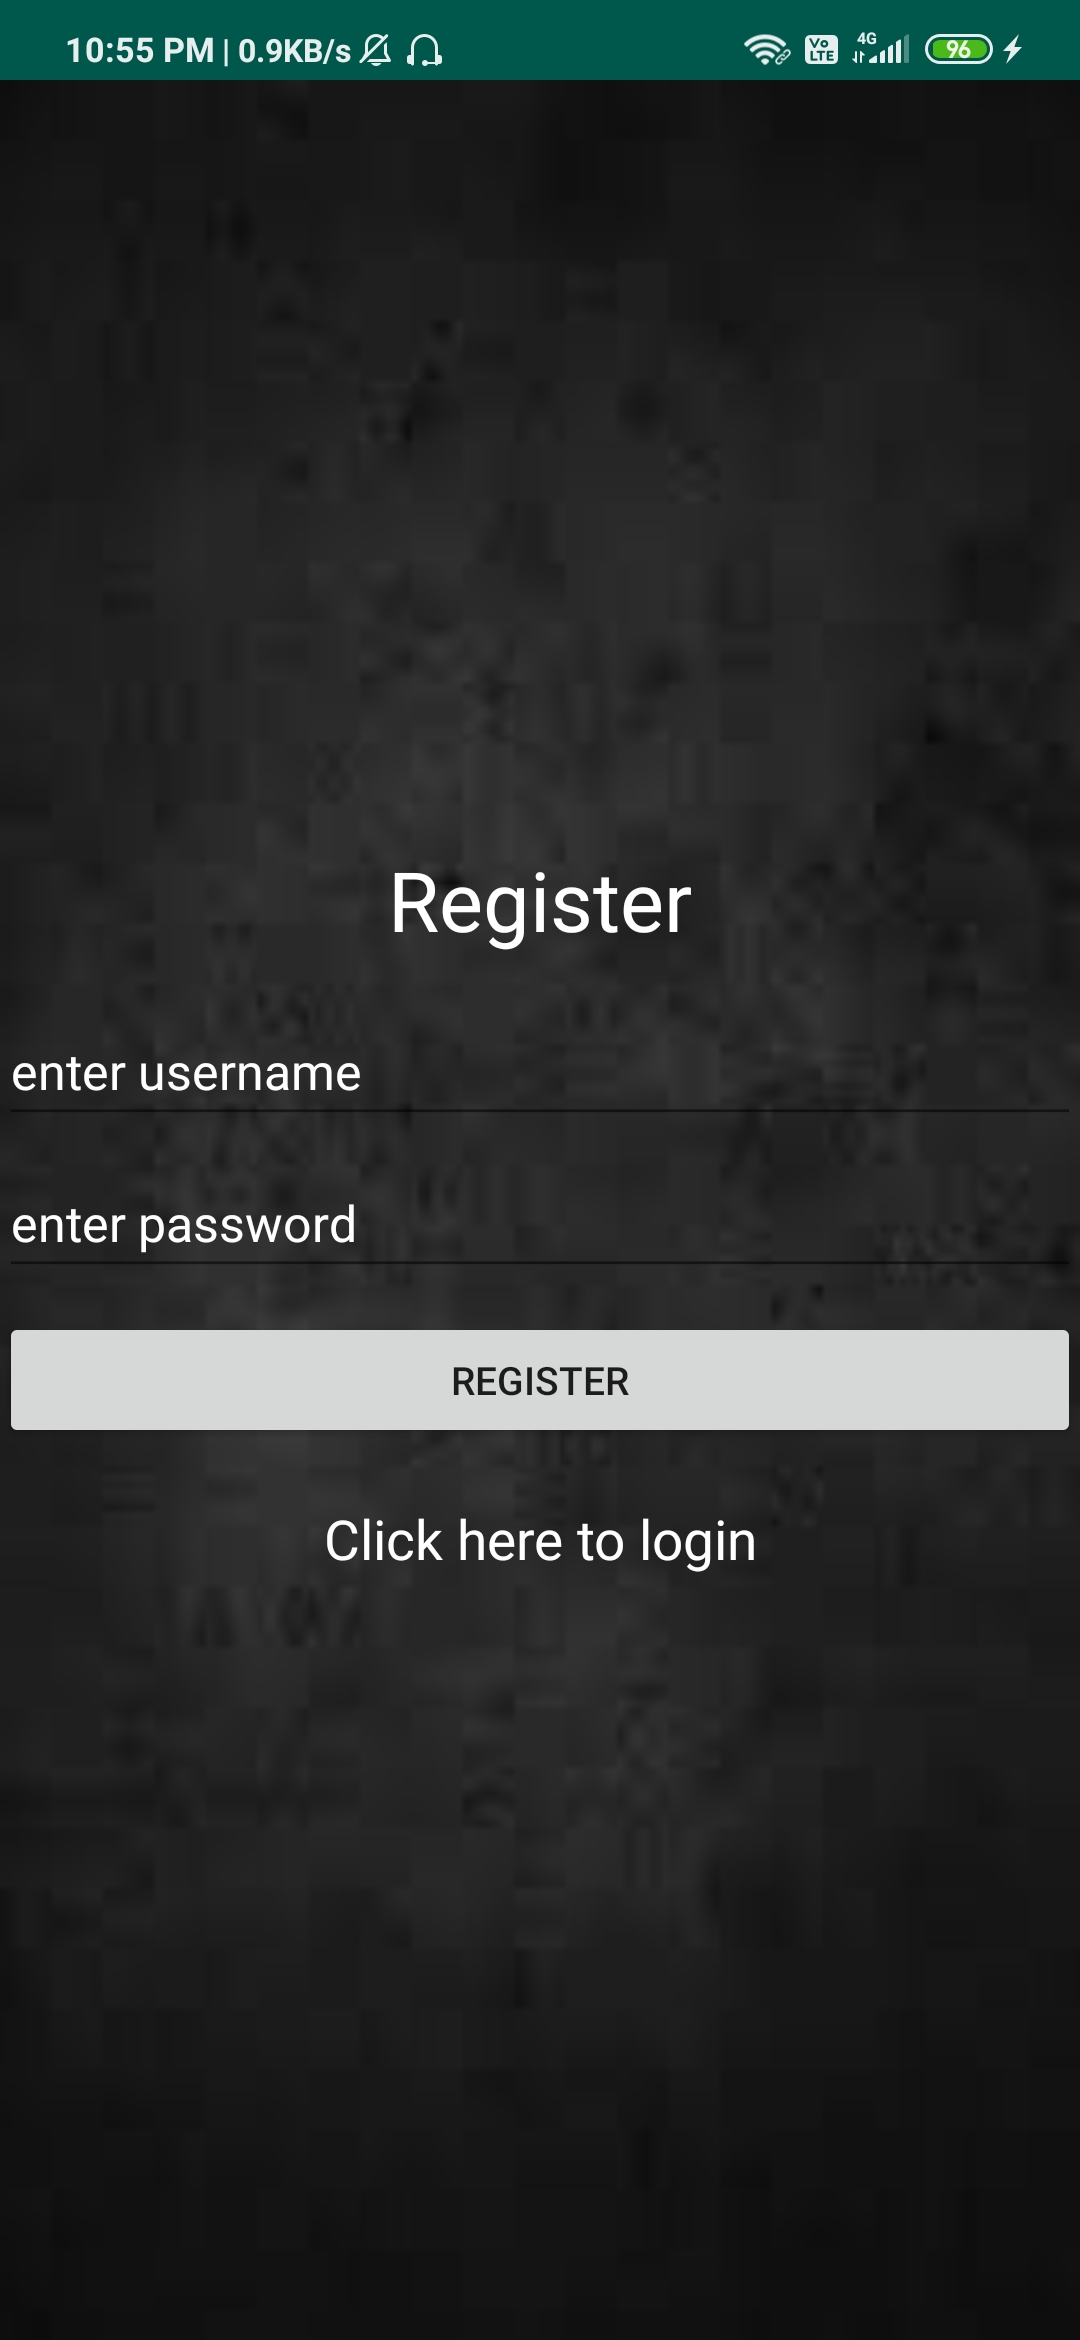 10:55 PM | 0.9KB/s Vo LTE 4G 96
Register
enter username
enter password
REGISTER
Click here to login